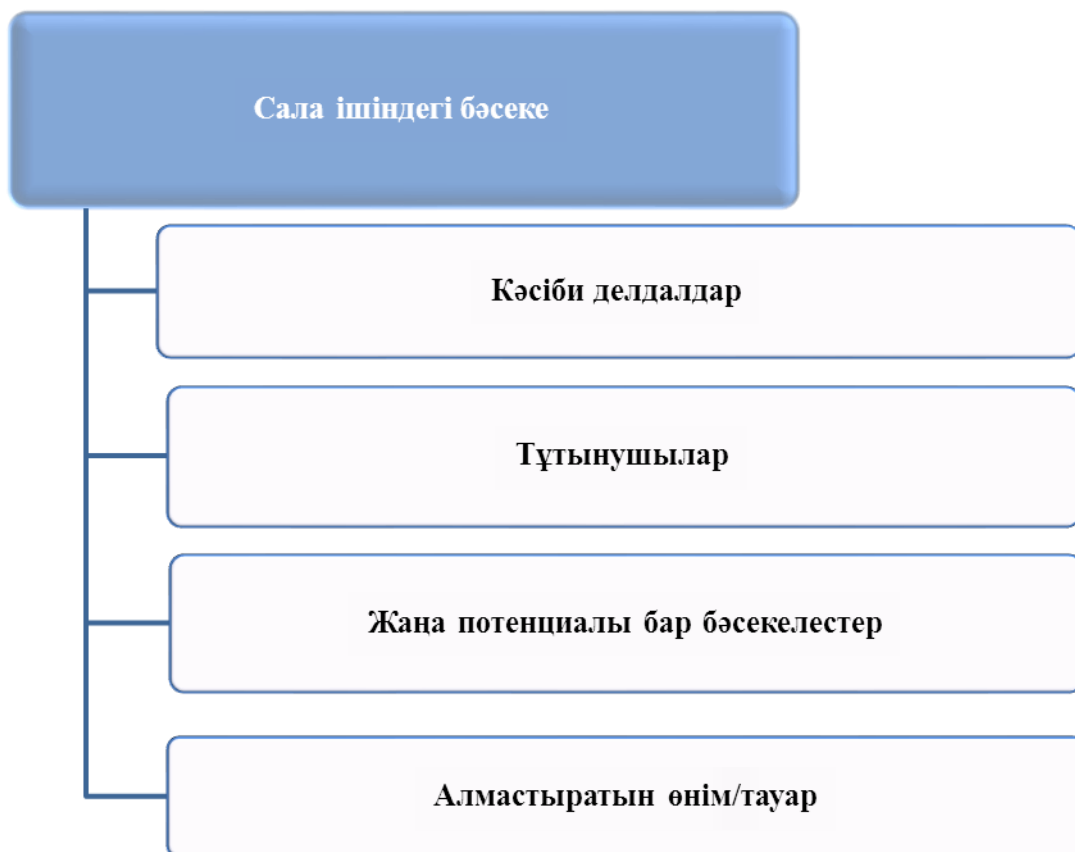 Сала ішіндегі бәсеке
Кәсіби делдалдар
Тұтынушылар
Жаңа потенциалы бар бәсекелестер
Алмастыратын өнім/тауар